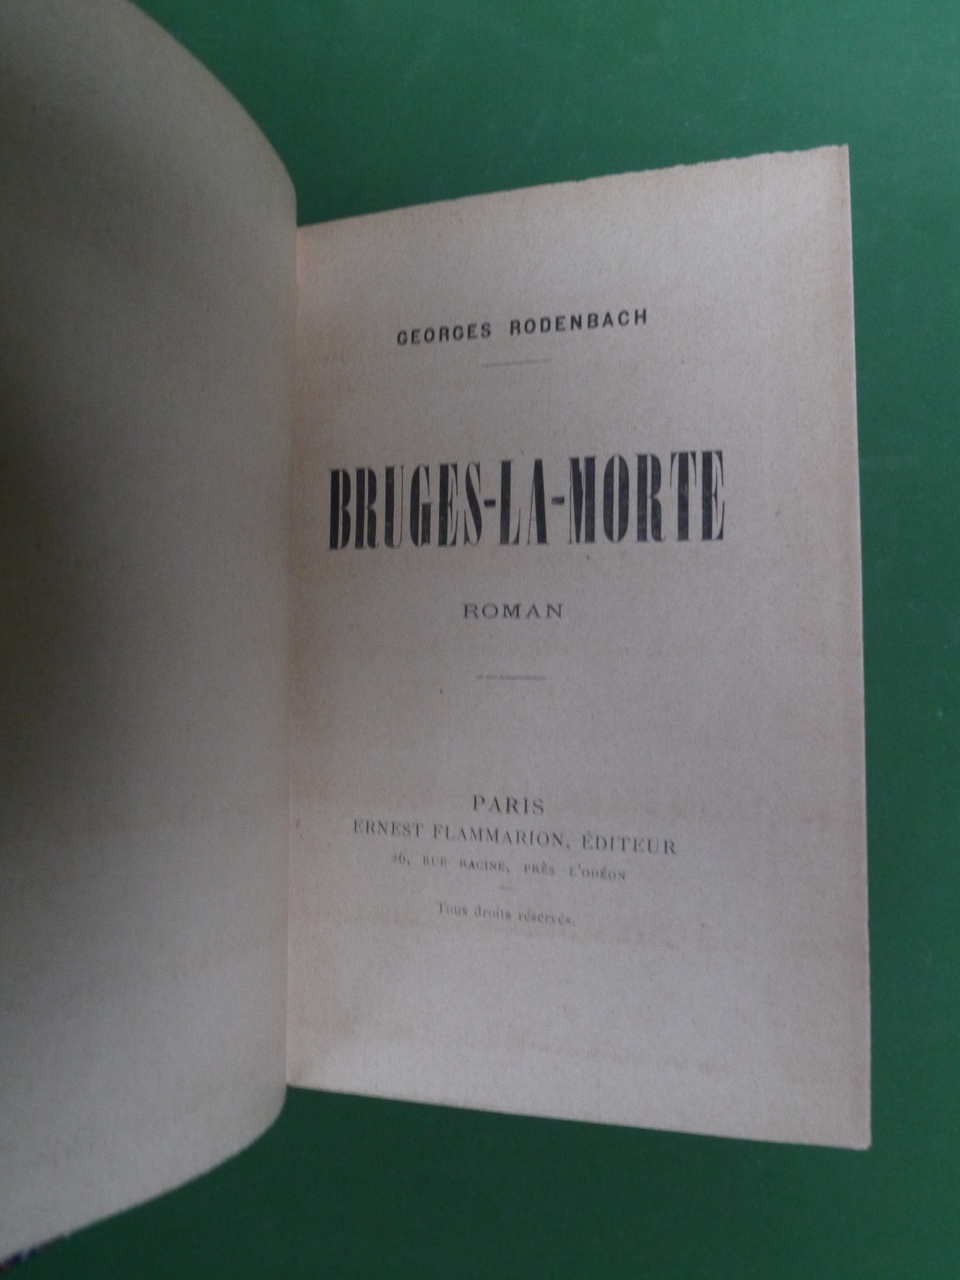 GEORGES RODENBACH
BRUGES-LA-MORTE
ROMAN
PARIS
ERNEST FLAMMARION, ÉDITEUR
26, RUE RACINE, PRÈS L'ODÉON
Tous droits réservés.